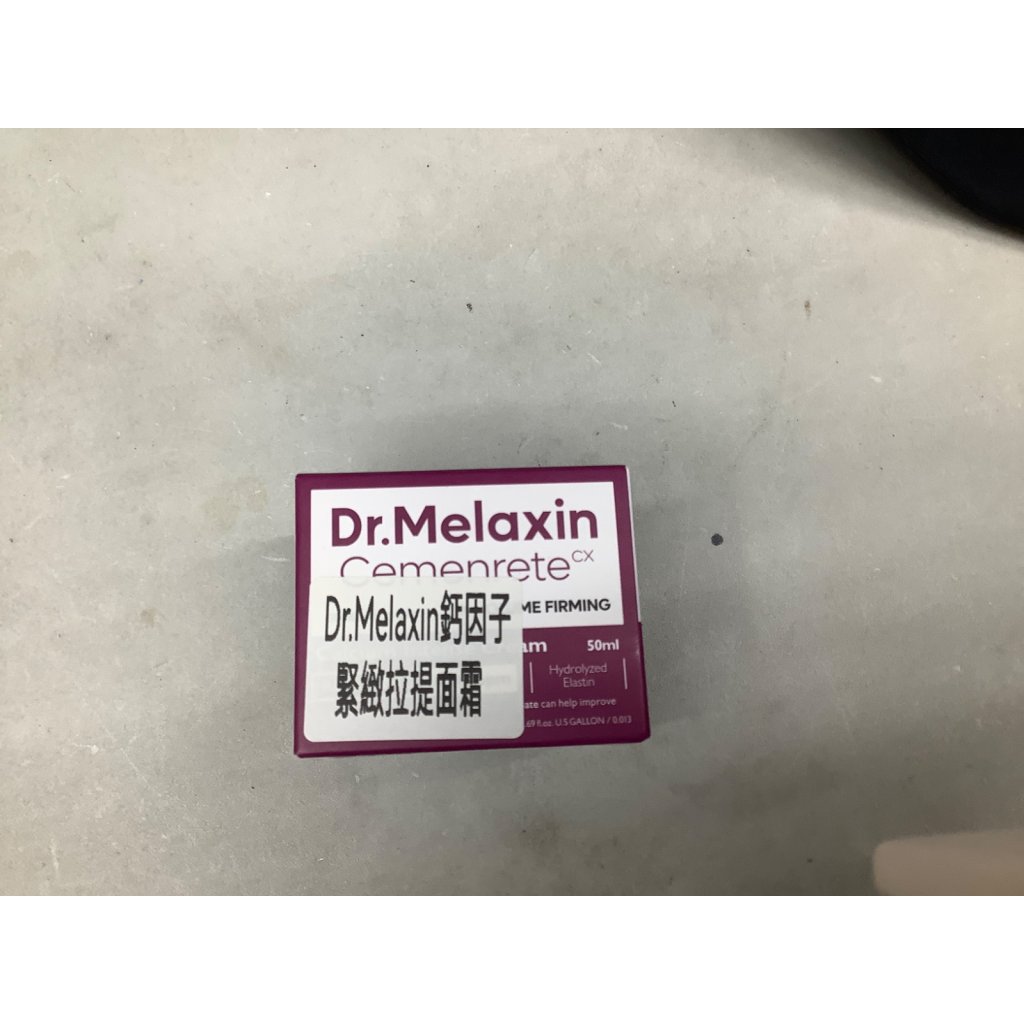 Dr.Melaxin
Cemenrete CX
ME FIRMING
Dr.Melaxin鈣因子
緊緻拉提面霜
am 50ml
Hydrolyzed
Elastin
ate can help improve
.69 fl.oz. U.S GALLON / 0.013